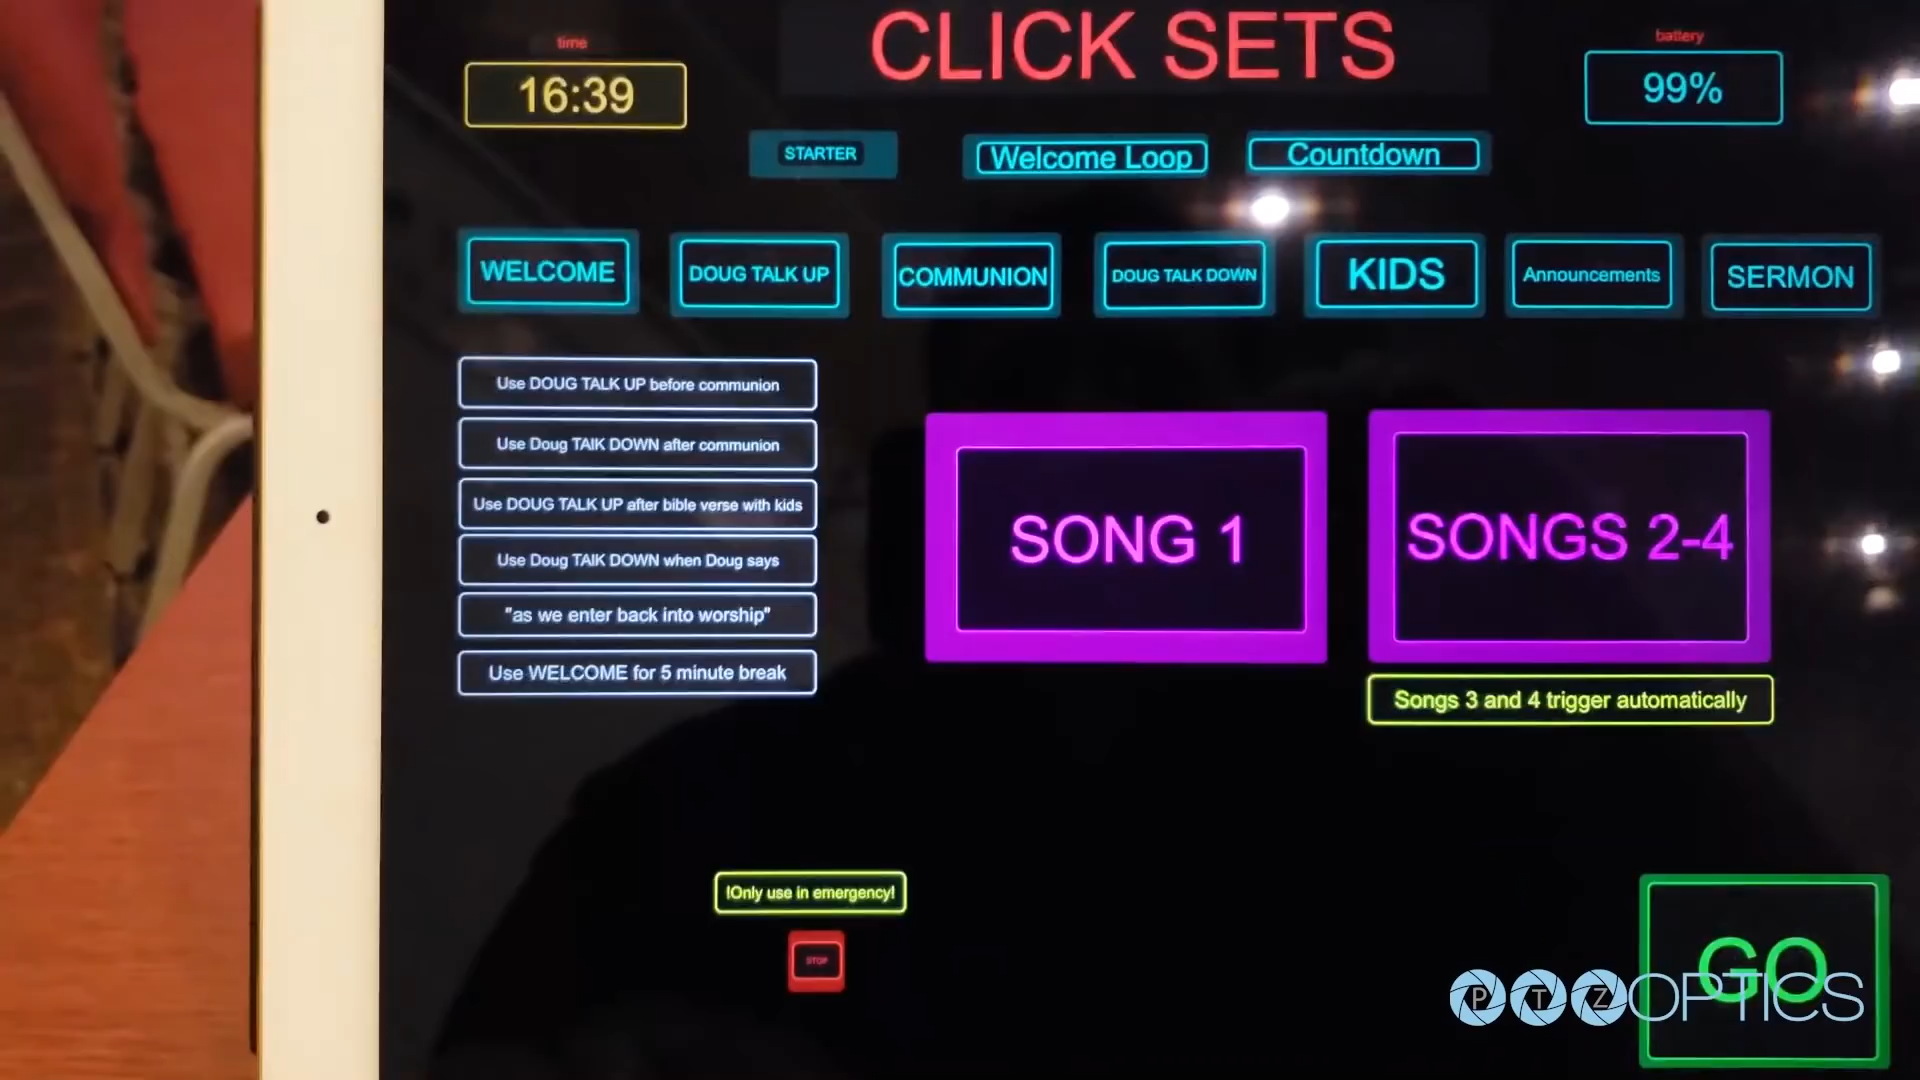 time
CLICK SETS
battery
16:39
99%
STARTER
Welcome Loop
Countdown
WELCOME
DOUG TALK UP
COMMUNION
DOUG TALK DOWN
KIDS
Announcements
SERMON
Use DOUG TALK UP before communion
Use Doug TAlK DOWN after communion
Use DOUG TALK UP after bible verse with kids
Use Doug TAlK DOWN when Doug says
"as we enter back into worship"
Use WELCOME for 5 minute break
SONG 1
SONGS 2-4
Songs 3 and 4 trigger automatically
!Only use in emergency!
STOP
GO
PTZOPTICS